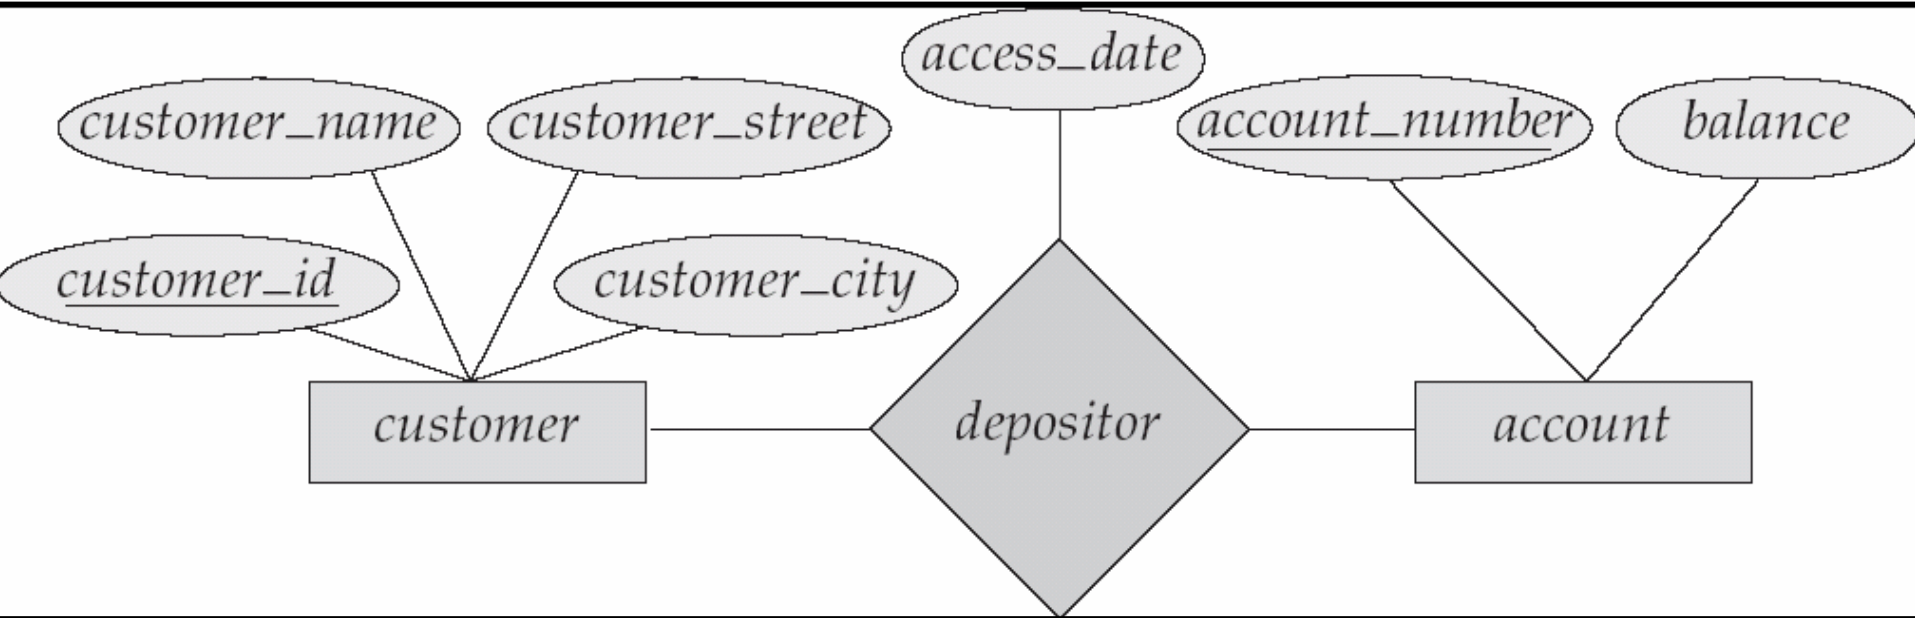 access_date
customer_name
customer_street
account_number
balance
customer_id
customer_city
customer
depositor
account